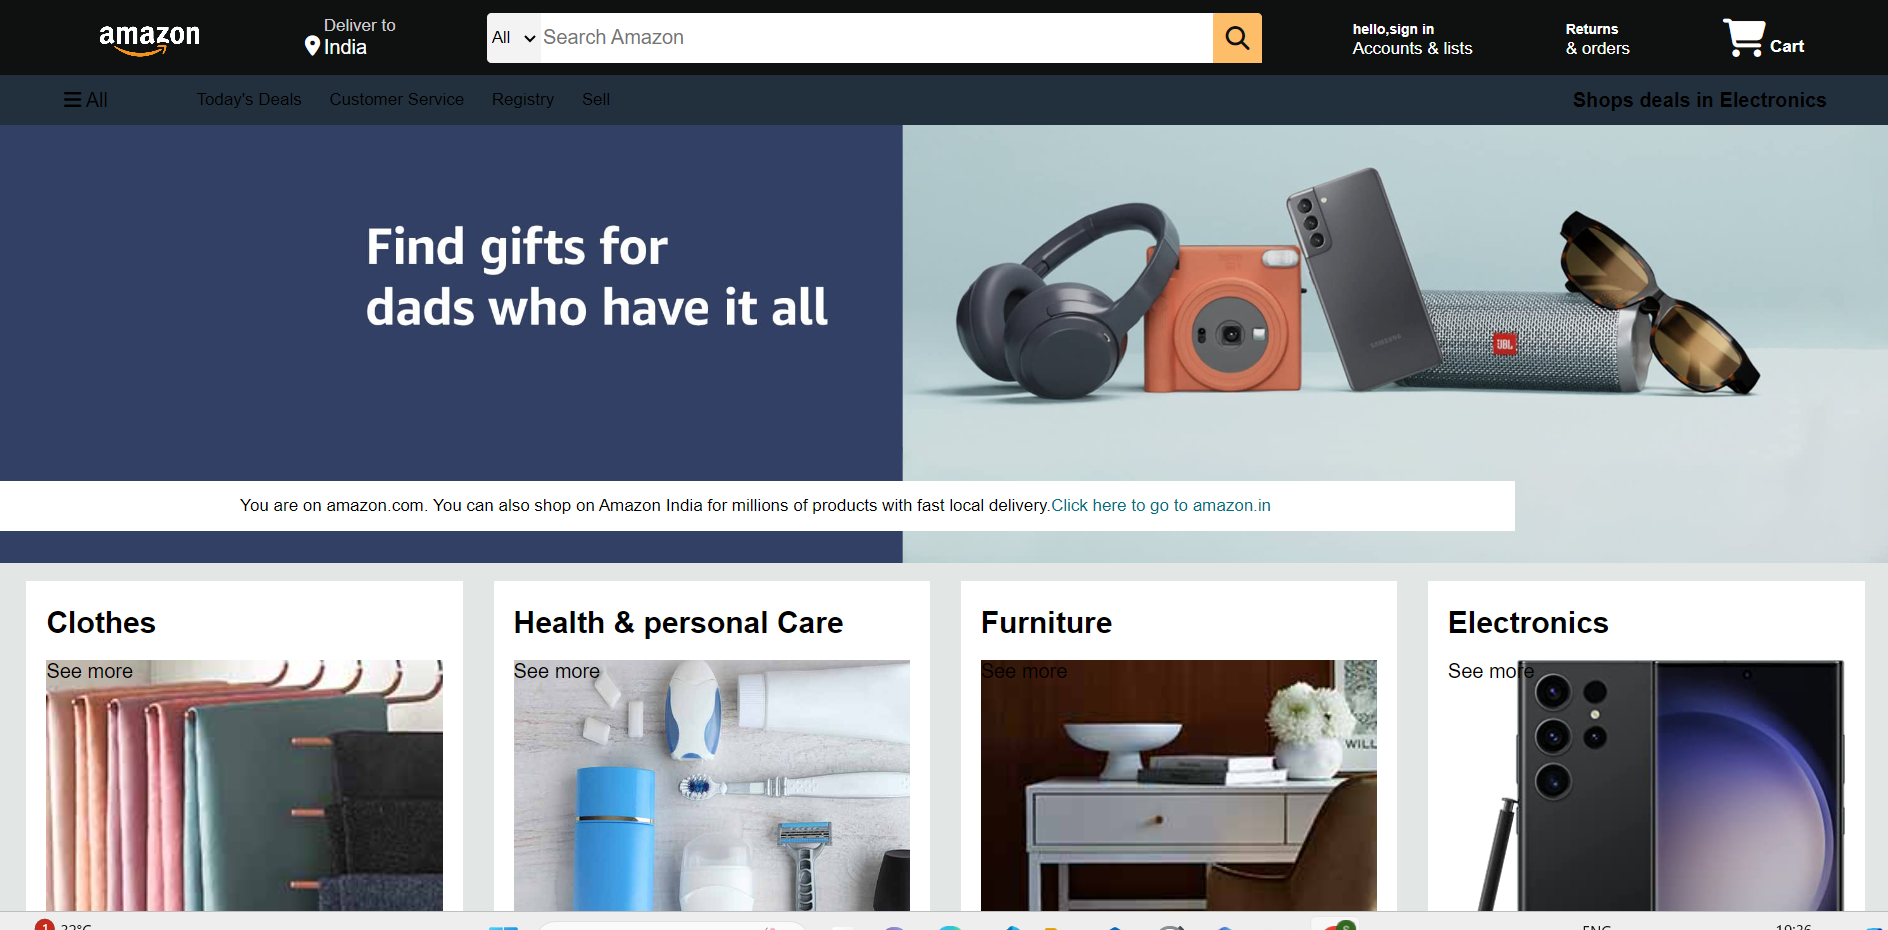 amazon
Deliver to
India
All
Search Amazon
hello,sign in
Accounts & lists
Returns
& orders
Cart
All
Today's Deals
Customer Service
Registry
Sell
Shops deals in Electronics
Find gifts for
dads who have it all
SAMSUNG
JBL
You are on amazon.com. You can also shop on Amazon India for millions of products with fast local delivery.Click here to go to amazon.in
Clothes
See more
Health & personal Care
See more
Furniture
See more
WILL
Electronics
See more
1
32°C
ENG